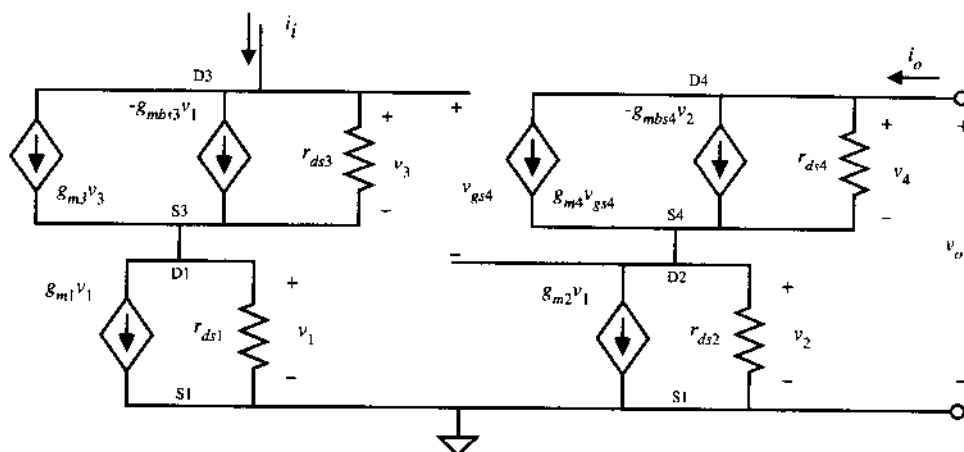 i_i
D3
-g_mbs3 v_1
g_m3 v_3
r_ds3
+
v_3
−
S3
D1
g_m1 v_1
r_ds1
+
v_1
−
S1
+
v_gs4
−
i_o
D4
-g_mbs4 v_2
g_m4 v_gs4
r_ds4
+
v_4
−
S4
D2
g_m2 v_1
r_ds2
+
v_2
−
S1
+
v_o
−